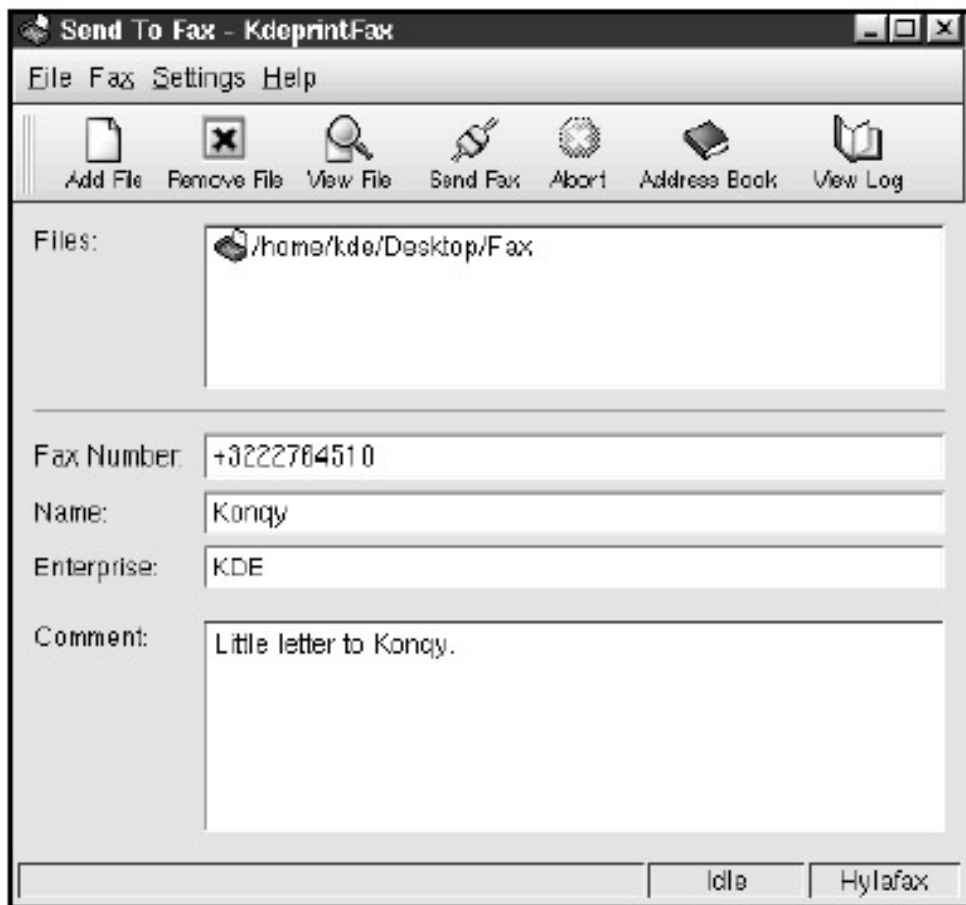 Send To Fax - KdeprintFax
File Fax Settings Help
Add File Remove File View File Send Fax Abort Address Book View Log
Files:
/home/kde/Desktop/Fax
Fax Number:
+3222784510
Name:
Konqy
Enterprise:
KDE
Comment:
Little letter to Konqy.
Idle
Hylafax